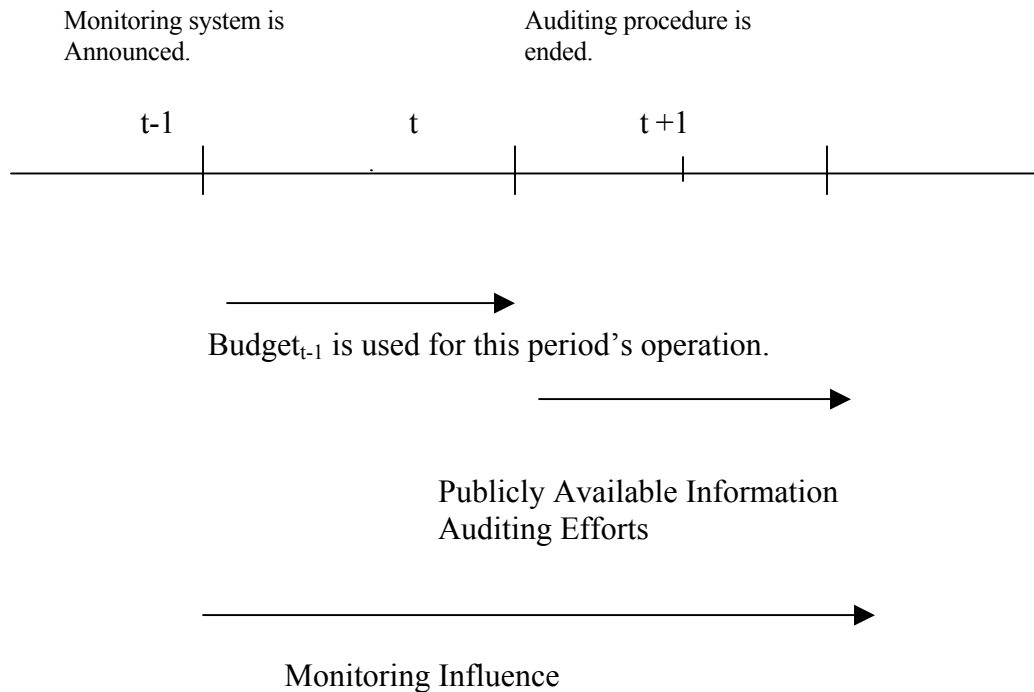 Monitoring system is
Announced.
Auditing procedure is
ended.
t-1 t t +1
Budgett-1 is used for this period’s operation.
Publicly Available Information
Auditing Efforts
Monitoring Influence